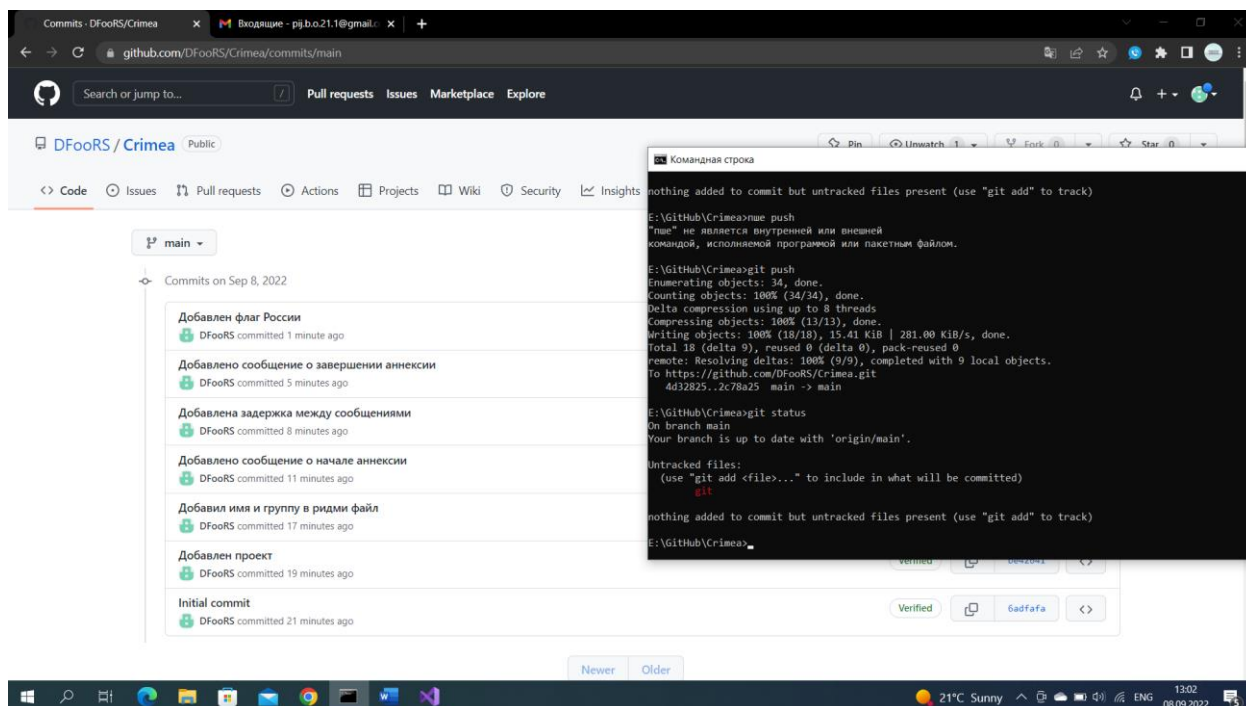 Commits · DFooRS/Crimea
Входящие - pij.b.o.21.1@gmail.c
github.com/DFooRS/Crimea/commits/main
Search or jump to...
/
Pull requests Issues Marketplace Explore
DFooRS / Crimea Public
Pin Unwatch 1 Fork 0 Star 0
Code Issues Pull requests Actions Projects Wiki Security Insights
main
Commits on Sep 8, 2022
Добавлен флаг России
DFooRS committed 1 minute ago
Добавлено сообщение о завершении аннексии
DFooRS committed 5 minutes ago
Добавлена задержка между сообщениями
DFooRS committed 8 minutes ago
Добавлено сообщение о начале аннексии
DFooRS committed 11 minutes ago
Добавил имя и группу в ридми файл
DFooRS committed 17 minutes ago
Добавлен проект
DFooRS committed 19 minutes ago
Verified
Initial commit
DFooRS committed 21 minutes ago
Verified 6adfafa
Newer Older
Командная строка
nothing added to commit but untracked files present (use "git add" to track)
E:\GitHub\Crimea>пше push
"пше" не является внутренней или внешней
командой, исполняемой программой или пакетным файлом.
E:\GitHub\Crimea>git push
Enumerating objects: 34, done.
Counting objects: 100% (34/34), done.
Delta compression using up to 8 threads
Compressing objects: 100% (13/13), done.
Writing objects: 100% (18/18), 15.41 KiB | 281.00 KiB/s, done.
Total 18 (delta 9), reused 0 (delta 0), pack-reused 0
remote: Resolving deltas: 100% (9/9), completed with 9 local objects.
To https://github.com/DFooRS/Crimea.git
4d32825..2c78a25 main -> main
E:\GitHub\Crimea>git status
On branch main
Your branch is up to date with 'origin/main'.
Untracked files:
(use "git add <file>..." to include in what will be committed)
git
nothing added to commit but untracked files present (use "git add" to track)
E:\GitHub\Crimea>
21°C Sunny
ENG
13:02
08.09.2022